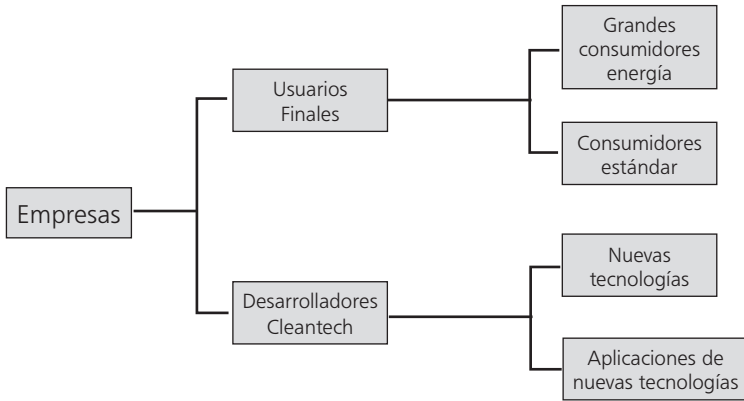 Empresas
Usuarios
Finales
Grandes
consumidores
energía
Consumidores
estándar
Desarrolladores
Cleantech
Nuevas
tecnologías
Aplicaciones de
nuevas tecnologías